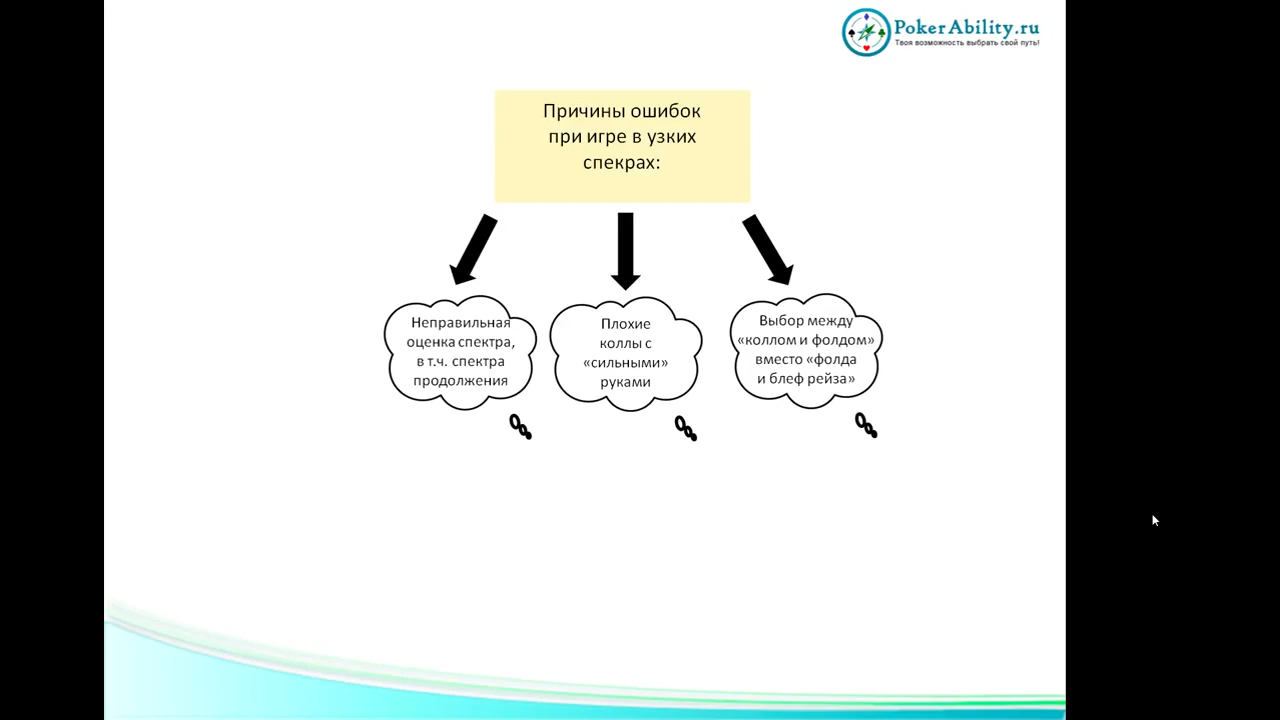 PokerAbility.ru
Твоя возможность выбрать свой путь!
Причины ошибок
при игре в узких
спекрах:
Неправильная
оценка спектра,
в т.ч. спектра
продолжения
Плохие
коллы с
«сильными»
руками
Выбор между
«коллом и фолдом»
вместо «фолда
и блеф рейза»